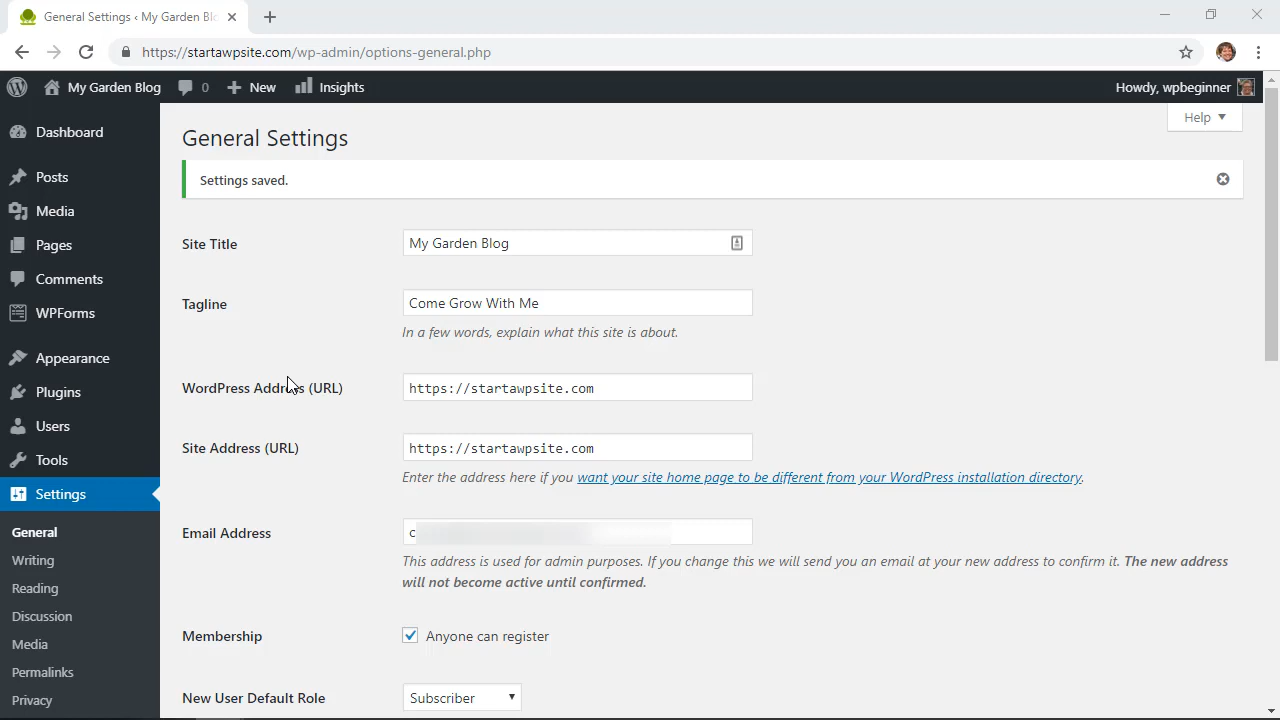 General Settings ‹ My Garden Blo
https://startawpsite.com/wp-admin/options-general.php
My Garden Blog 0 New Insights Howdy, wpbeginner
Help
Dashboard
Posts
Media
Pages
Comments
WPForms
Appearance
Plugins
Users
Tools
Settings
General
Writing
Reading
Discussion
Media
Permalinks
Privacy
General Settings
Settings saved.
Site Title My Garden Blog
Tagline Come Grow With Me
In a few words, explain what this site is about.
WordPress Address (URL) https://startawpsite.com
Site Address (URL) https://startawpsite.com
Enter the address here if you want your site home page to be different from your WordPress installation directory.
Email Address c
This address is used for admin purposes. If you change this we will send you an email at your new address to confirm it. The new address
will not become active until confirmed.
Membership Anyone can register
New User Default Role Subscriber